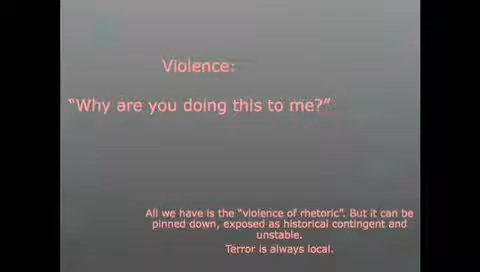 Violence:
“Why are you doing this to me?”
All we have is the “violence of rhetoric”. But it can be
pinned down, exposed as historical contingent and
unstable.
Terror is always local.